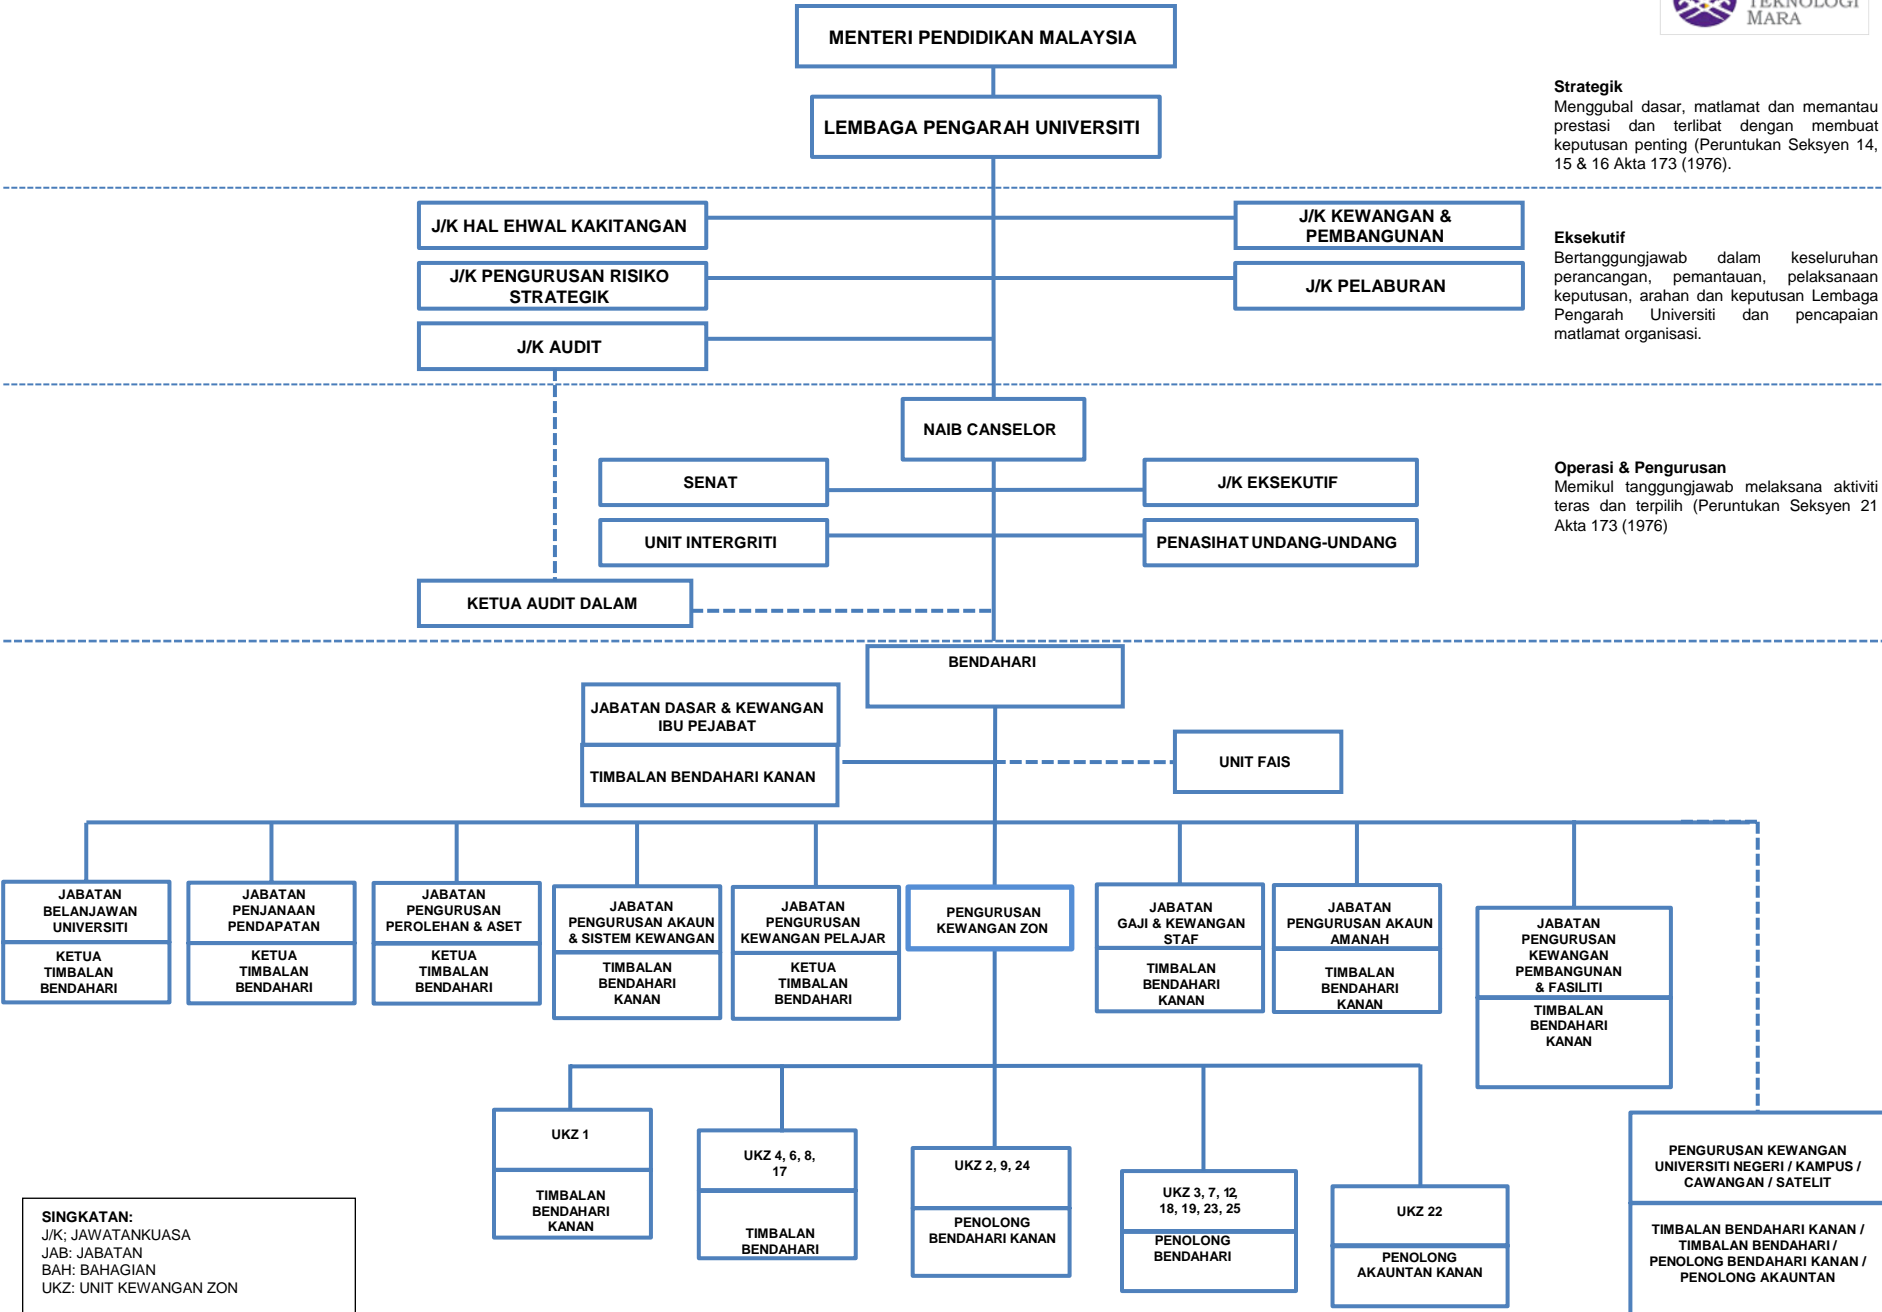 TEKNOLOGI
MARA
MENTERI PENDIDIKAN MALAYSIA
LEMBAGA PENGARAH UNIVERSITI
Strategik
Menggubal dasar, matlamat dan memantau
prestasi dan terlibat dengan membuat
keputusan penting (Peruntukan Seksyen 14,
15 & 16 Akta 173 (1976).
J/K HAL EHWAL KAKITANGAN
J/K KEWANGAN &
PEMBANGUNAN
J/K PENGURUSAN RISIKO
STRATEGIK
J/K PELABURAN
J/K AUDIT
Eksekutif
Bertanggungjawab dalam keseluruhan
perancangan, pemantauan, pelaksanaan
keputusan, arahan dan keputusan Lembaga
Pengarah Universiti dan pencapaian
matlamat organisasi.
NAIB CANSELOR
SENAT
J/K EKSEKUTIF
UNIT INTERGRITI
PENASIHAT UNDANG-UNDANG
KETUA AUDIT DALAM
Operasi & Pengurusan
Memikul tanggungjawab melaksana aktiviti
teras dan terpilih (Peruntukan Seksyen 21
Akta 173 (1976)
BENDAHARI
JABATAN DASAR & KEWANGAN
IBU PEJABAT
TIMBALAN BENDAHARI KANAN
UNIT FAIS
JABATAN
BELANJAWAN
UNIVERSITI
KETUA
TIMBALAN
BENDAHARI
JABATAN
PENJANAAN
PENDAPATAN
KETUA
TIMBALAN
BENDAHARI
JABATAN
PENGURUSAN
PEROLEHAN & ASET
KETUA
TIMBALAN
BENDAHARI
JABATAN
PENGURUSAN AKAUN
& SISTEM KEWANGAN
TIMBALAN
BENDAHARI
KANAN
JABATAN
PENGURUSAN
KEWANGAN PELAJAR
KETUA
TIMBALAN
BENDAHARI
PENGURUSAN
KEWANGAN ZON
JABATAN
GAJI & KEWANGAN
STAF
TIMBALAN
BENDAHARI
KANAN
JABATAN
PENGURUSAN AKAUN
AMANAH
TIMBALAN
BENDAHARI
KANAN
JABATAN
PENGURUSAN
KEWANGAN
PEMBANGUNAN
& FASILITI
TIMBALAN
BENDAHARI
KANAN
UKZ 1
TIMBALAN
BENDAHARI
KANAN
UKZ 4, 6, 8,
17
TIMBALAN
BENDAHARI
UKZ 2, 9, 24
PENOLONG
BENDAHARI KANAN
UKZ 3, 7, 12,
18, 19, 23, 25
PENOLONG
BENDAHARI
UKZ 22
PENOLONG
AKAUNTAN KANAN
PENGURUSAN KEWANGAN
UNIVERSITI NEGERI / KAMPUS /
CAWANGAN / SATELIT
TIMBALAN BENDAHARI KANAN /
TIMBALAN BENDAHARI /
PENOLONG BENDAHARI KANAN /
PENOLONG AKAUNTAN
SINGKATAN:
J/K; JAWATANKUASA
JAB: JABATAN
BAH: BAHAGIAN
UKZ: UNIT KEWANGAN ZON